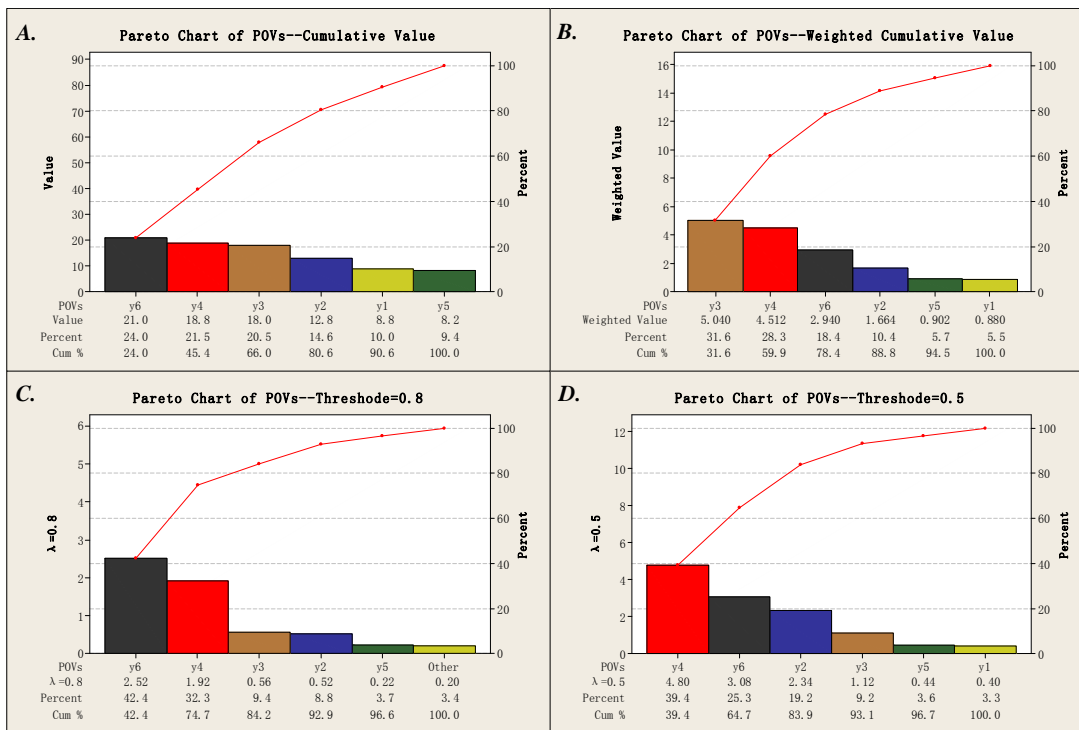 A.
Pareto Chart of POVs--Cumulative Value
90
80
70
60
50
40
30
20
10
0
Value
100
80
60
40
20
0
Percent
POVs y6 y4 y3 y2 y1 y5
Value 21.0 18.8 18.0 12.8 8.8 8.2
Percent 24.0 21.5 20.5 14.6 10.0 9.4
Cum % 24.0 45.4 66.0 80.6 90.6 100.0
B.
Pareto Chart of POVs--Weighted Cumulative Value
16
14
12
10
8
6
4
2
0
Weighted Value
100
80
60
40
20
0
Percent
POVs y3 y4 y6 y2 y5 y1
Weighted Value 5.040 4.512 2.940 1.664 0.902 0.880
Percent 31.6 28.3 18.4 10.4 5.7 5.5
Cum % 31.6 59.9 78.4 88.8 94.5 100.0
C.
Pareto Chart of POVs--Threshode=0.8
6
5
4
3
2
1
0
λ=0.8
100
80
60
40
20
0
Percent
POVs y6 y4 y3 y2 y5 Other
λ=0.8 2.52 1.92 0.56 0.52 0.22 0.20
Percent 42.4 32.3 9.4 8.8 3.7 3.4
Cum % 42.4 74.7 84.2 92.9 96.6 100.0
D.
Pareto Chart of POVs--Threshode=0.5
12
10
8
6
4
2
0
λ=0.5
100
80
60
40
20
0
Percent
POVs y4 y6 y2 y3 y5 y1
λ=0.5 4.80 3.08 2.34 1.12 0.44 0.40
Percent 39.4 25.3 19.2 9.2 3.6 3.3
Cum % 39.4 64.7 83.9 93.1 96.7 100.0